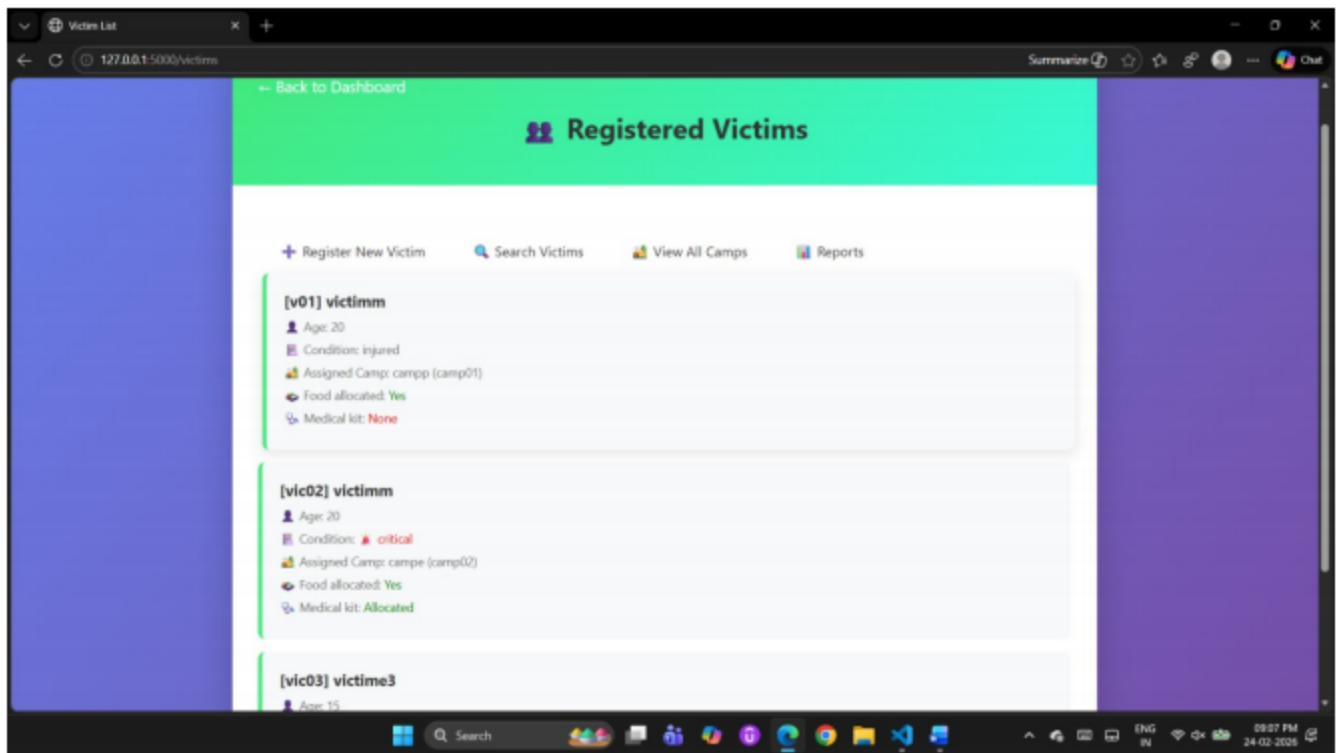 Victim List
127.0.0.1:5000/victims
Summarize
Chat
← Back to Dashboard
Registered Victims
Register New Victim
Search Victims
View All Camps
Reports
[v01] victimm
Age: 20
Condition: injured
Assigned Camp: campp (camp01)
Food allocated: Yes
Medical kit: None
[vic02] victimm
Age: 20
Condition: critical
Assigned Camp: campe (camp02)
Food allocated: Yes
Medical kit: Allocated
[vic03] victime3
Age: 15
Search
ENG
IN
09:07 PM
24-02-2026